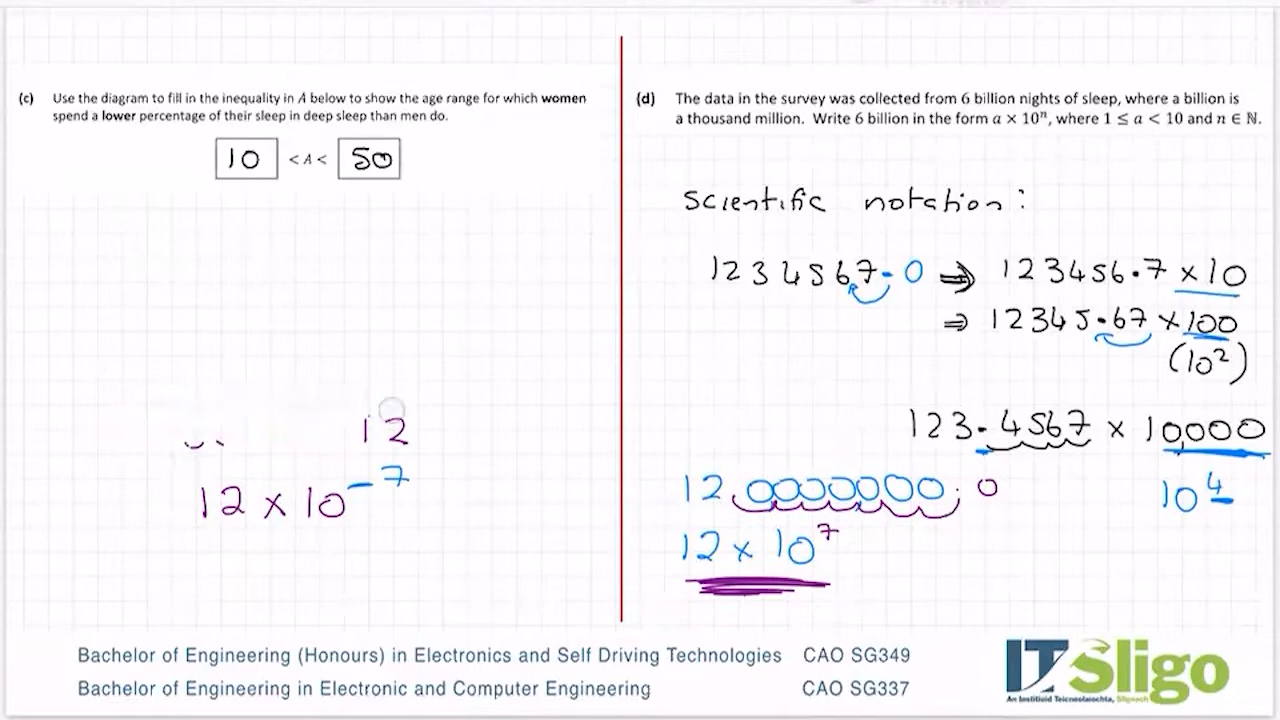 (c) Use the diagram to fill in the inequality in A below to show the age range for which women
spend a lower percentage of their sleep in deep sleep than men do.
10 < A < 50
12
12 × 10⁻⁷
(d) The data in the survey was collected from 6 billion nights of sleep, where a billion is
a thousand million. Write 6 billion in the form a × 10ⁿ, where 1 ≤ a < 10 and n ∈ ℕ.
scientific notation:
1234567.0 ⇒ 123456.7 × 10
⇒ 12345.67 × 100
(10²)
123.4567 × 10,000
12 0000000.0 10⁴
12 × 10⁷
Bachelor of Engineering (Honours) in Electronics and Self Driving Technologies CAO SG349
Bachelor of Engineering in Electronic and Computer Engineering CAO SG337
IT Sligo
An Institiúid Teicneolaíochta, Sligeach